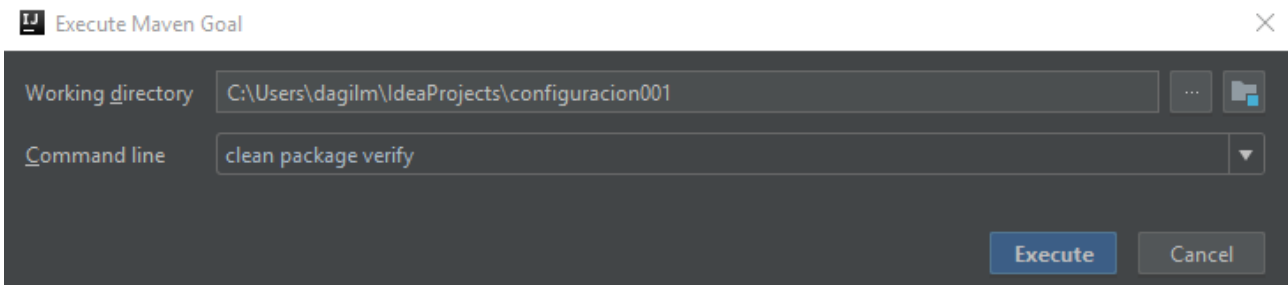 Execute Maven Goal
Working directory C:\Users\dagilm\IdeaProjects\configuracion001 ...
Command line clean package verify
Execute Cancel